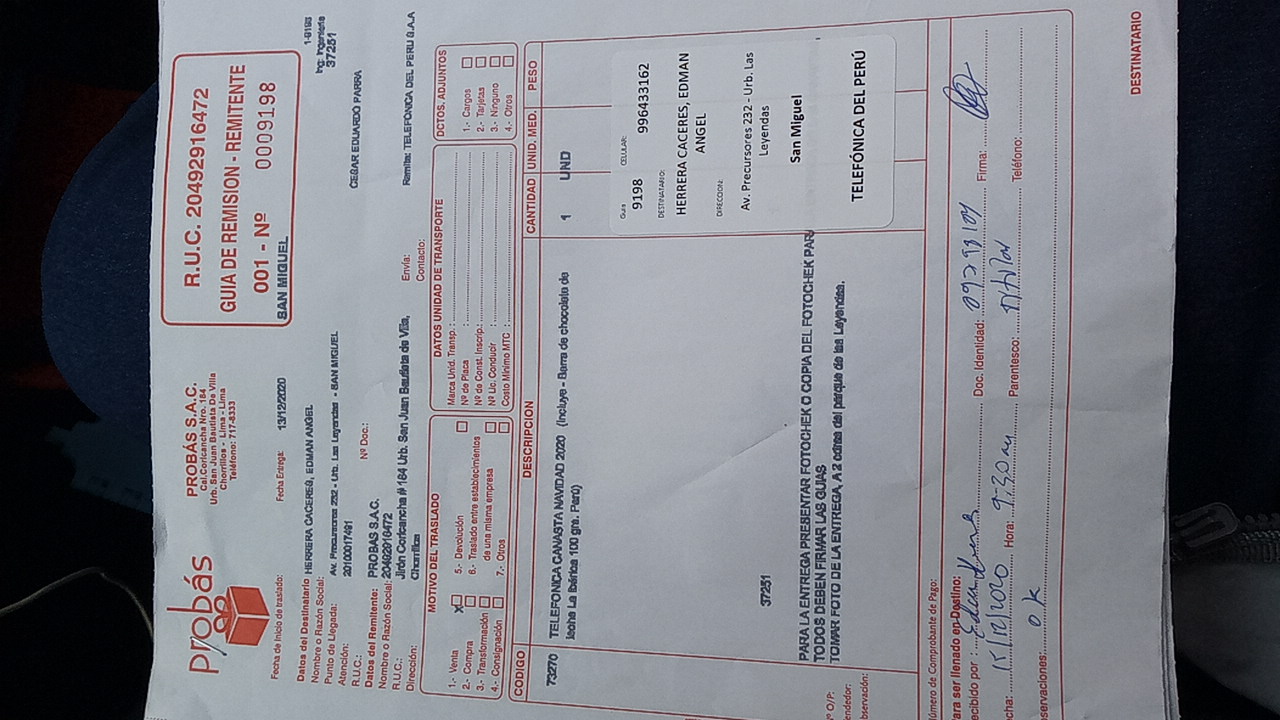 Probás
PROBÁS S.A.C.
Cal.Coricancha Nro. 184
Urb. San Juan Bautista De Villa
Chorrillos - Lima - Lima
Teléfono: 717-8333
R.U.C. 20492916472
GUIA DE REMISION - REMITENTE
001 - Nº 0009198
SAN MIGUEL
1-9198
Ing: Ingenieria
37251
Fecha de Inicio de traslado:
Fecha Entrega: 13/12/2020
CESAR EDUARDO PARRA
Datos del Destinatario
Nombre o Razón Social: HERRERA CACERES, EDMAN ANGEL
Punto de Llegada: Av. Precursores 232 - Urb. Las Leyendas - SAN MIGUEL
Atención:
R.U.C.: 20100017491
Nº Doc.:
Datos del Remitente:
Nombre o Razón Social: PROBAS S.A.C.
R.U.C.: 20492916472
Dirección: Jirón Coricancha # 184 Urb. San Juan Bautista de Villa,
Chorrillos
Envía: Remite: TELEFONICA DEL PERU S.A.A
Contacto:
MOTIVO DEL TRASLADO
1.- Venta X
2.- Compra
3.- Transformación
4.- Consignación
5.- Devolución
6.- Traslado entre establecimientos
de una misma empresa
7.- Otros
DATOS UNIDAD DE TRANSPORTE
Marca Unid. Transp. :
Nº de Placa :
Nº de Const. Inscrip.:
Nº Lic. Conducir :
Costo Mínimo MTC :
DCTOS. ADJUNTOS
1.- Cargos
2.- Tarjetas
3.- Ninguno
4.- Otros
CODIGO DESCRIPCION CANTIDAD UNID. MED. PESO
73270 TELEFONICA CANASTA NAVIDAD 2020 (Incluye - Barra de chocolate de 1 UND
leche La Ibérica 100 grs. Perú)
37251
PARA LA ENTREGA PRESENTAR FOTOCHEK O COPIA DEL FOTOCHEK PAR
TODOS DEBEN FIRMAR LAS GUIAS
TOMAR FOTO DE LA ENTREGA, A 2 cdras del parque de las Leyendas.
Guia CELULAR:
9198 996433162
DESTINATARIO:
HERRERA CACERES, EDMAN
ANGEL
DIRECCION:
Av. Precursores 232 - Urb. Las
Leyendas
San Miguel
TELEFÓNICA DEL PERÚ
º O/P:
endedor:
bservación:
Número de Comprobante de Pago:
Para ser llenado en Destino:
ecibido por : Doc. Identidad: Firma:
cha: Hora: 9:30 am Parentesco: Titular Teléfono:
servaciones: ok
DESTINATARIO